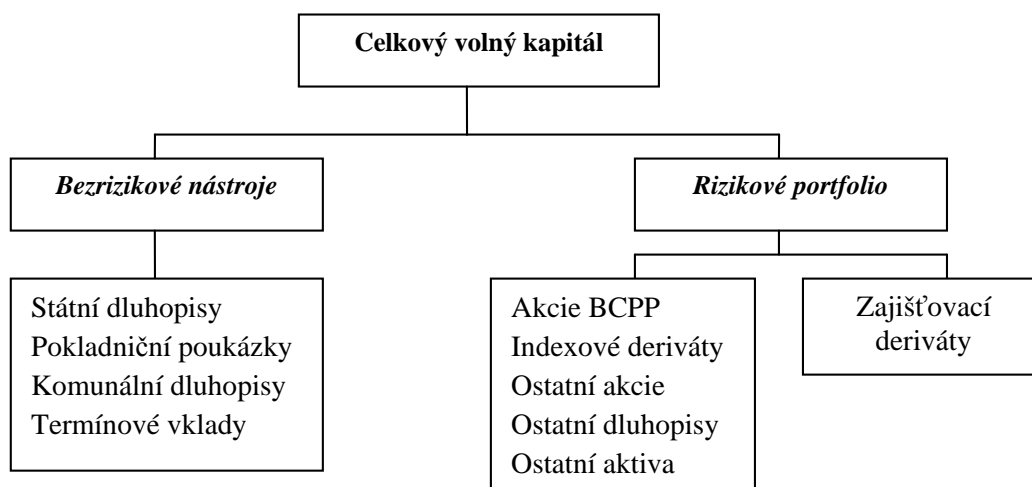 Celkový volný kapitál
Bezrizikové nástroje
Rizikové portfolio
Státní dluhopisy
Pokladniční poukázky
Komunální dluhopisy
Termínové vklady
Akcie BCPP
Indexové deriváty
Ostatní akcie
Ostatní dluhopisy
Ostatní aktiva
Zajišťovací
deriváty